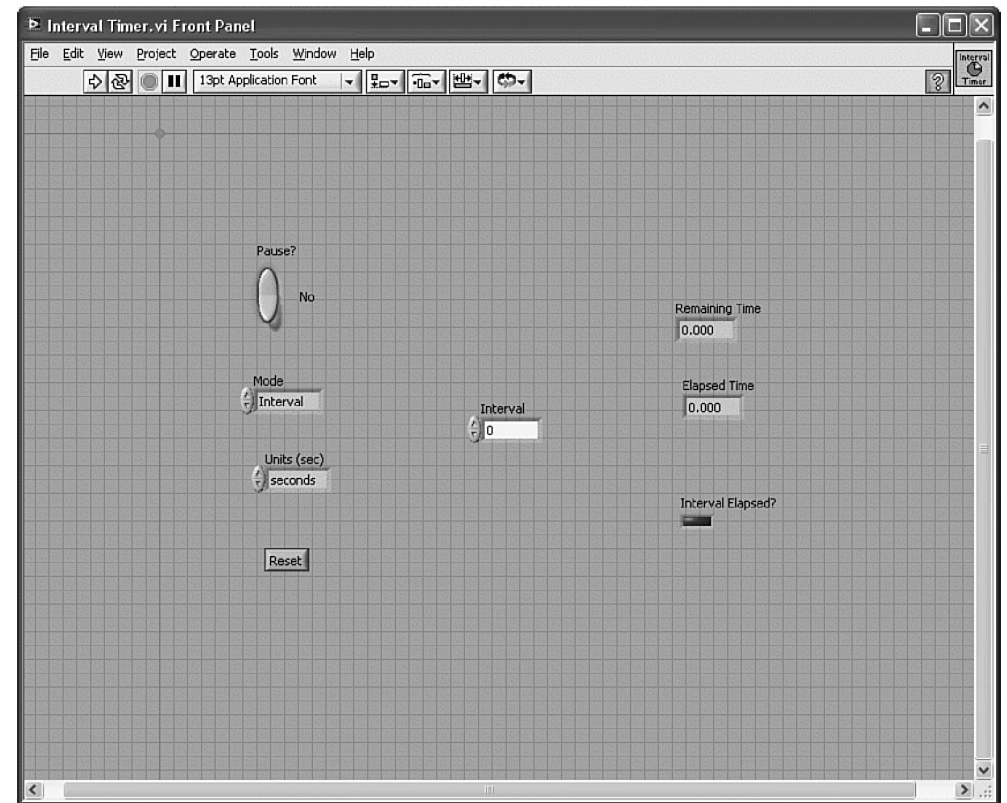 Interval Timer.vi Front Panel
File Edit View Project Operate Tools Window Help
13pt Application Font
?
Interval
Timer
Pause?
No
Remaining Time
0.000
Mode
Interval
Elapsed Time
0.000
Interval
0
Units (sec)
seconds
Interval Elapsed?
Reset